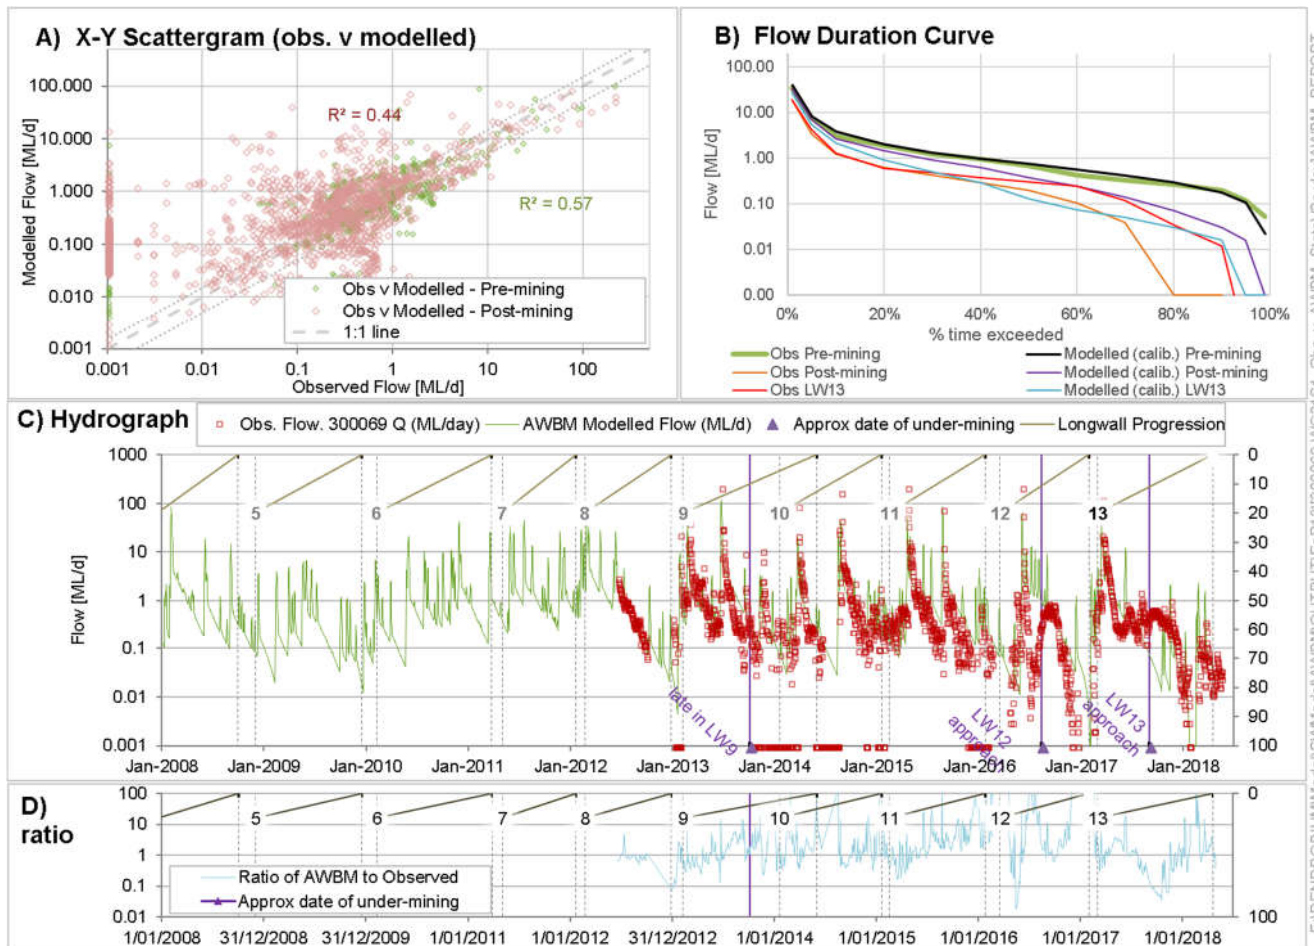 A) X-Y Scattergram (obs. v modelled)
Modelled Flow [ML/d]
100.000
10.000
1.000
0.100
0.010
0.001
R² = 0.44
R² = 0.57
Obs v Modelled - Pre-mining
Obs v Modelled - Post-mining
1:1 line
0.001 0.01 0.1 1 10 100
Observed Flow [ML/d]
B) Flow Duration Curve
Flow [ML/d]
100.00
10.00
1.00
0.10
0.01
0.00
0% 20% 40% 60% 80% 100%
% time exceeded
Obs Pre-mining Modelled (calib.) Pre-mining
Obs Post-mining Modelled (calib.) Post-mining
Obs LW13 Modelled (calib.) LW13
C) Hydrograph
Obs. Flow. 300069 Q (ML/day) AWBM Modelled Flow (ML/d) Approx date of under-mining Longwall Progression
Flow [ML/d]
1000
100
10
1
0.1
0.01
0.001
0
10
20
30
40
50
60
70
80
90
100
5 6 7 8 9 10 11 12 13
late in LW9
LW12
LW13
approach
Jan-2008 Jan-2009 Jan-2010 Jan-2011 Jan-2012 Jan-2013 Jan-2014 Jan-2015 Jan-2016 Jan-2017 Jan-2018
D)
ratio
100
10
1
0.1
0.01
0
100
5 6 7 8 9 10 11 12 13
Ratio of AWBM to Observed
Approx date of under-mining
1/01/2008 31/12/2008 31/12/2009 1/01/2011 1/01/2012 31/12/2012 1/01/2014 1/01/2015 1/01/2016 31/12/2016 1/01/2018